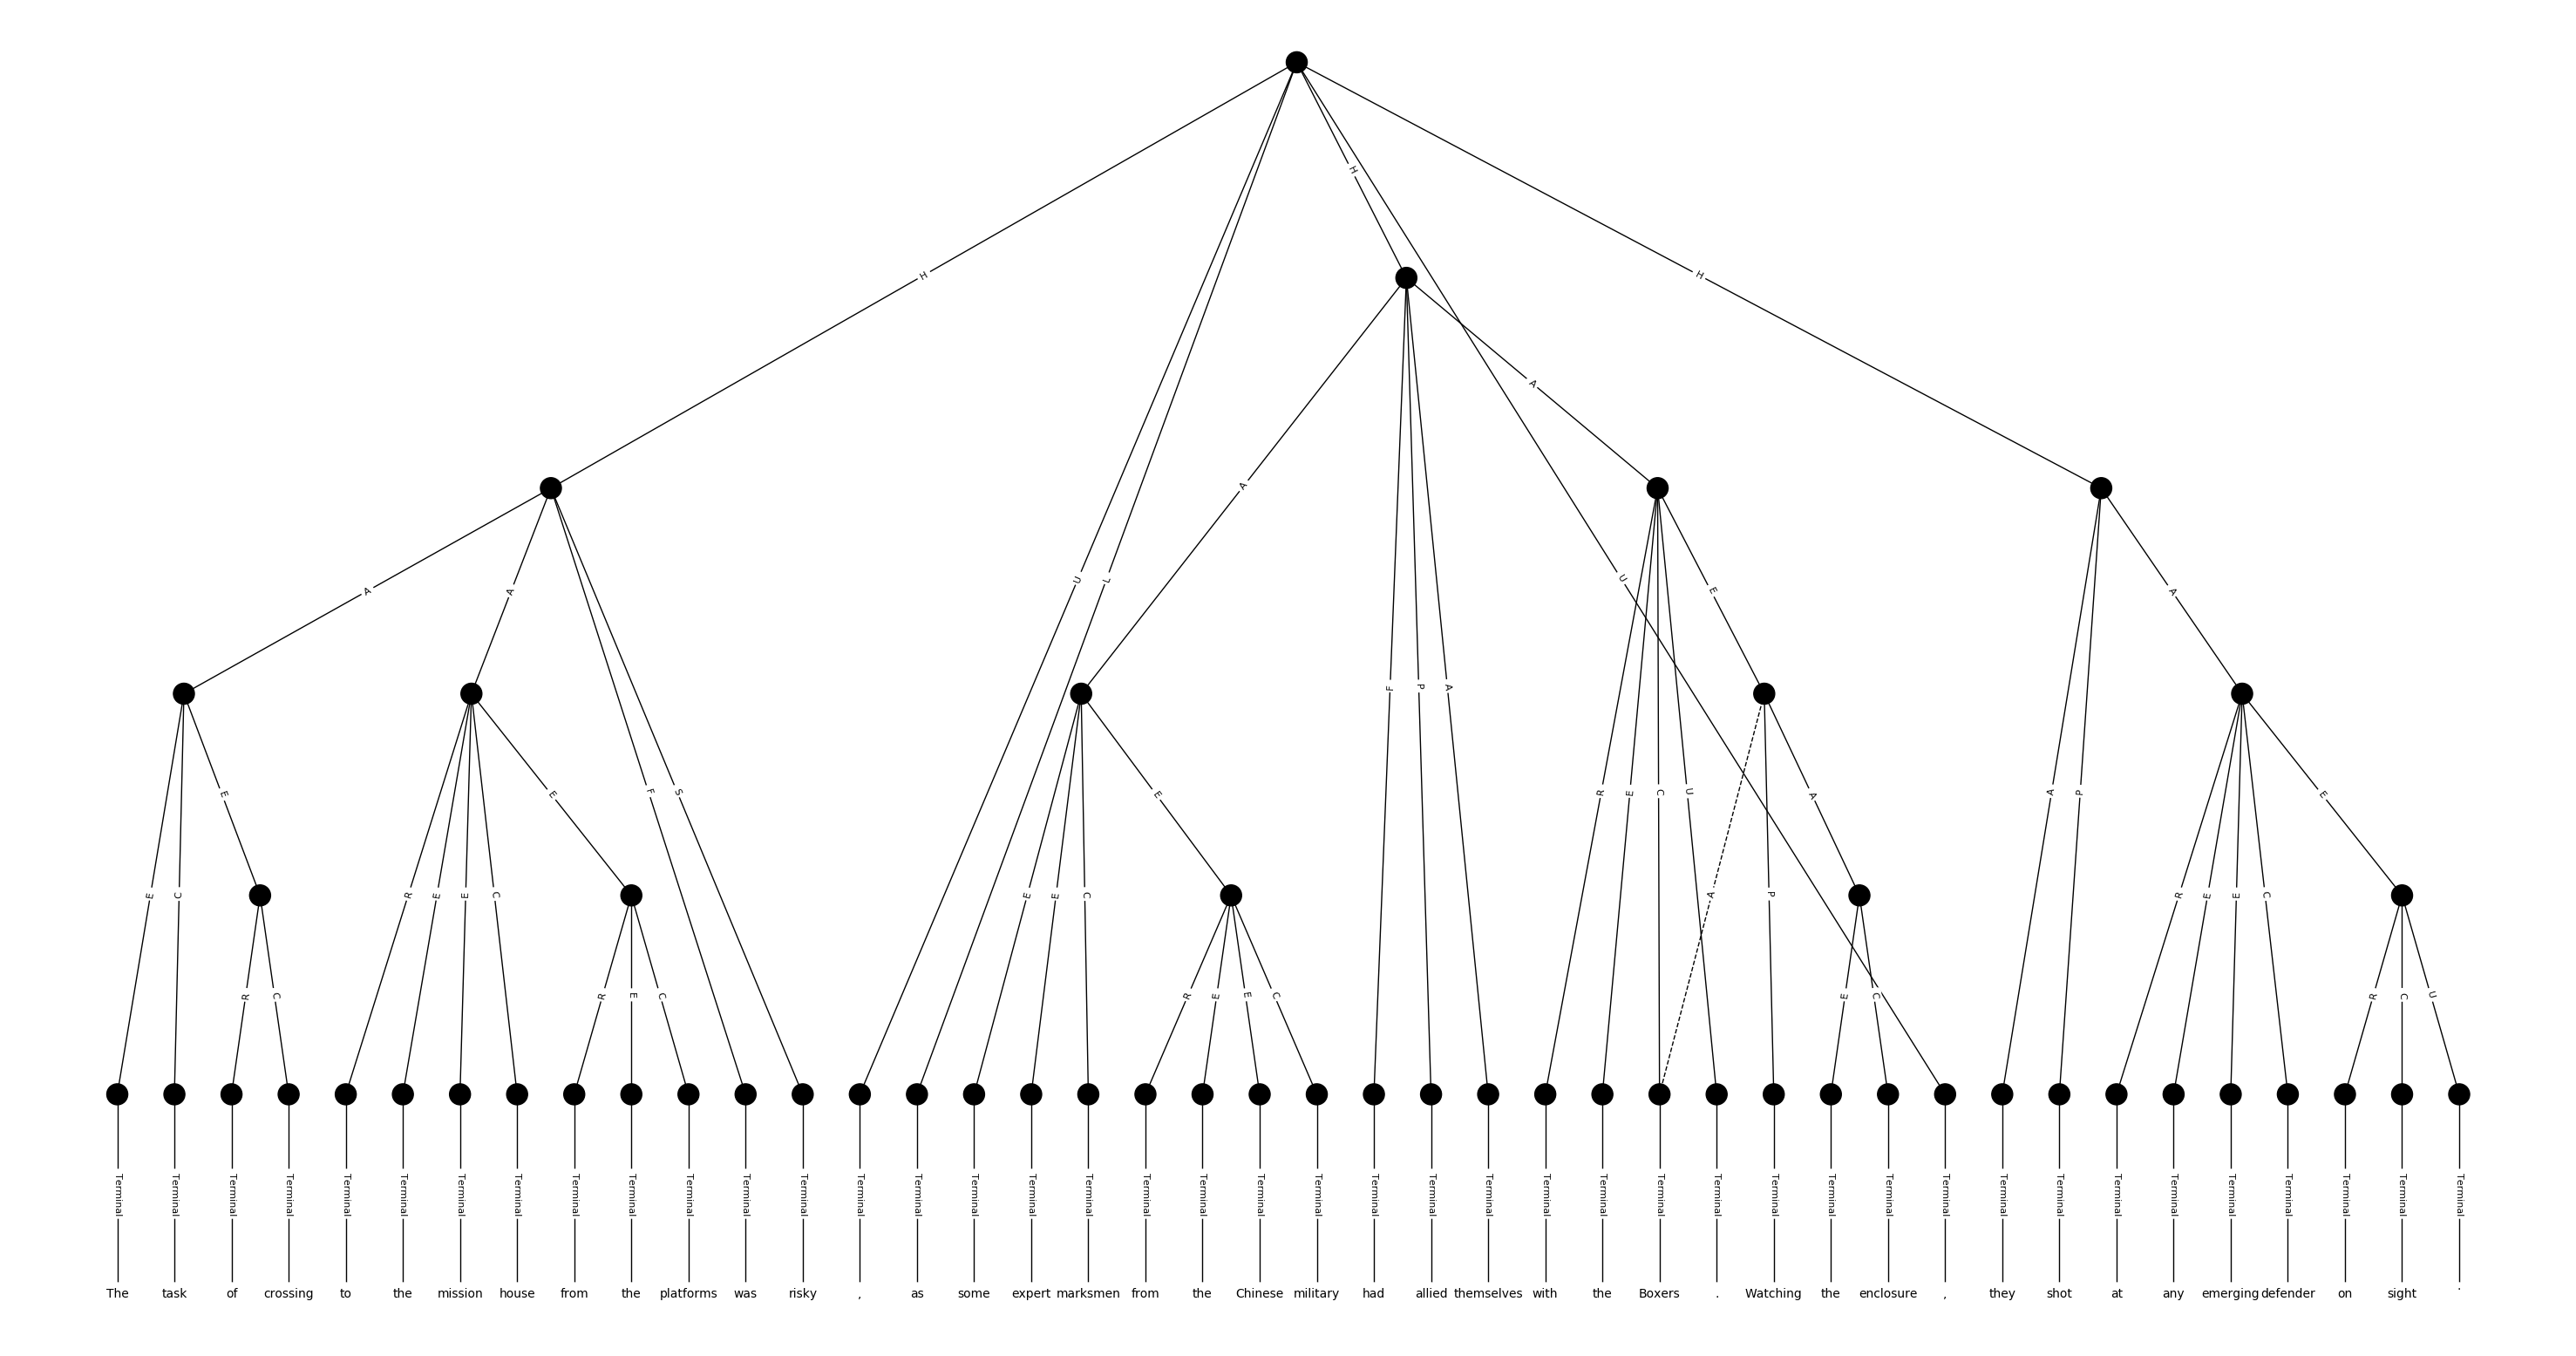 H
H
H
A
A
A
U
L
U
E
A
A
A
F
P
A
E
E
F
S
E
R
E
C
U
A
A
P
E
E
C
R
E
E
C
E
E
C
A
P
R
E
E
C
R
C
R
E
C
R
E
E
C
E
C
R
C
U
Terminal Terminal Terminal Terminal Terminal Terminal Terminal Terminal Terminal Terminal Terminal Terminal Terminal Terminal Terminal Terminal Terminal Terminal Terminal Terminal Terminal Terminal Terminal Terminal Terminal Terminal Terminal Terminal Terminal Terminal Terminal Terminal Terminal Terminal Terminal Terminal Terminal Terminal Terminal Terminal Terminal Terminal
The task of crossing to the mission house from the platforms was risky , as some expert marksmen from the Chinese military had allied themselves with the Boxers . Watching the enclosure , they shot at any emerging defender on sight .